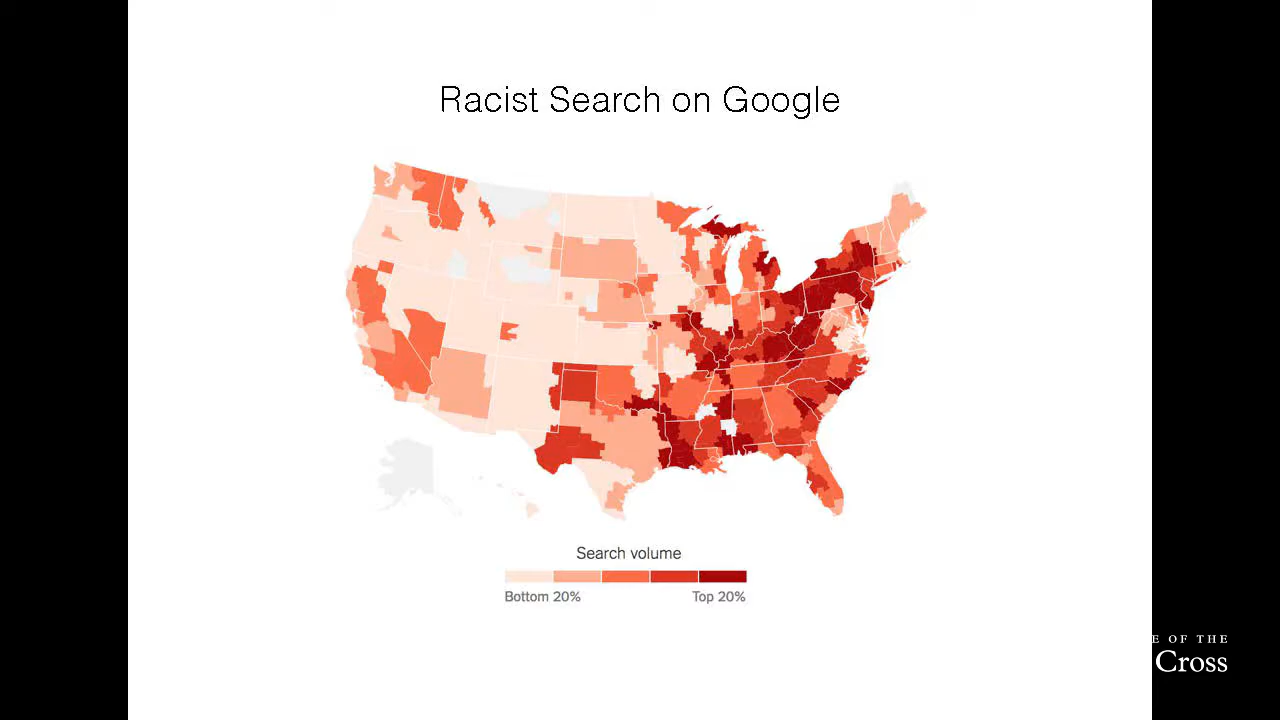 Racist Search on Google
Search volume
Bottom 20%
Top 20%
E OF THE
Cross